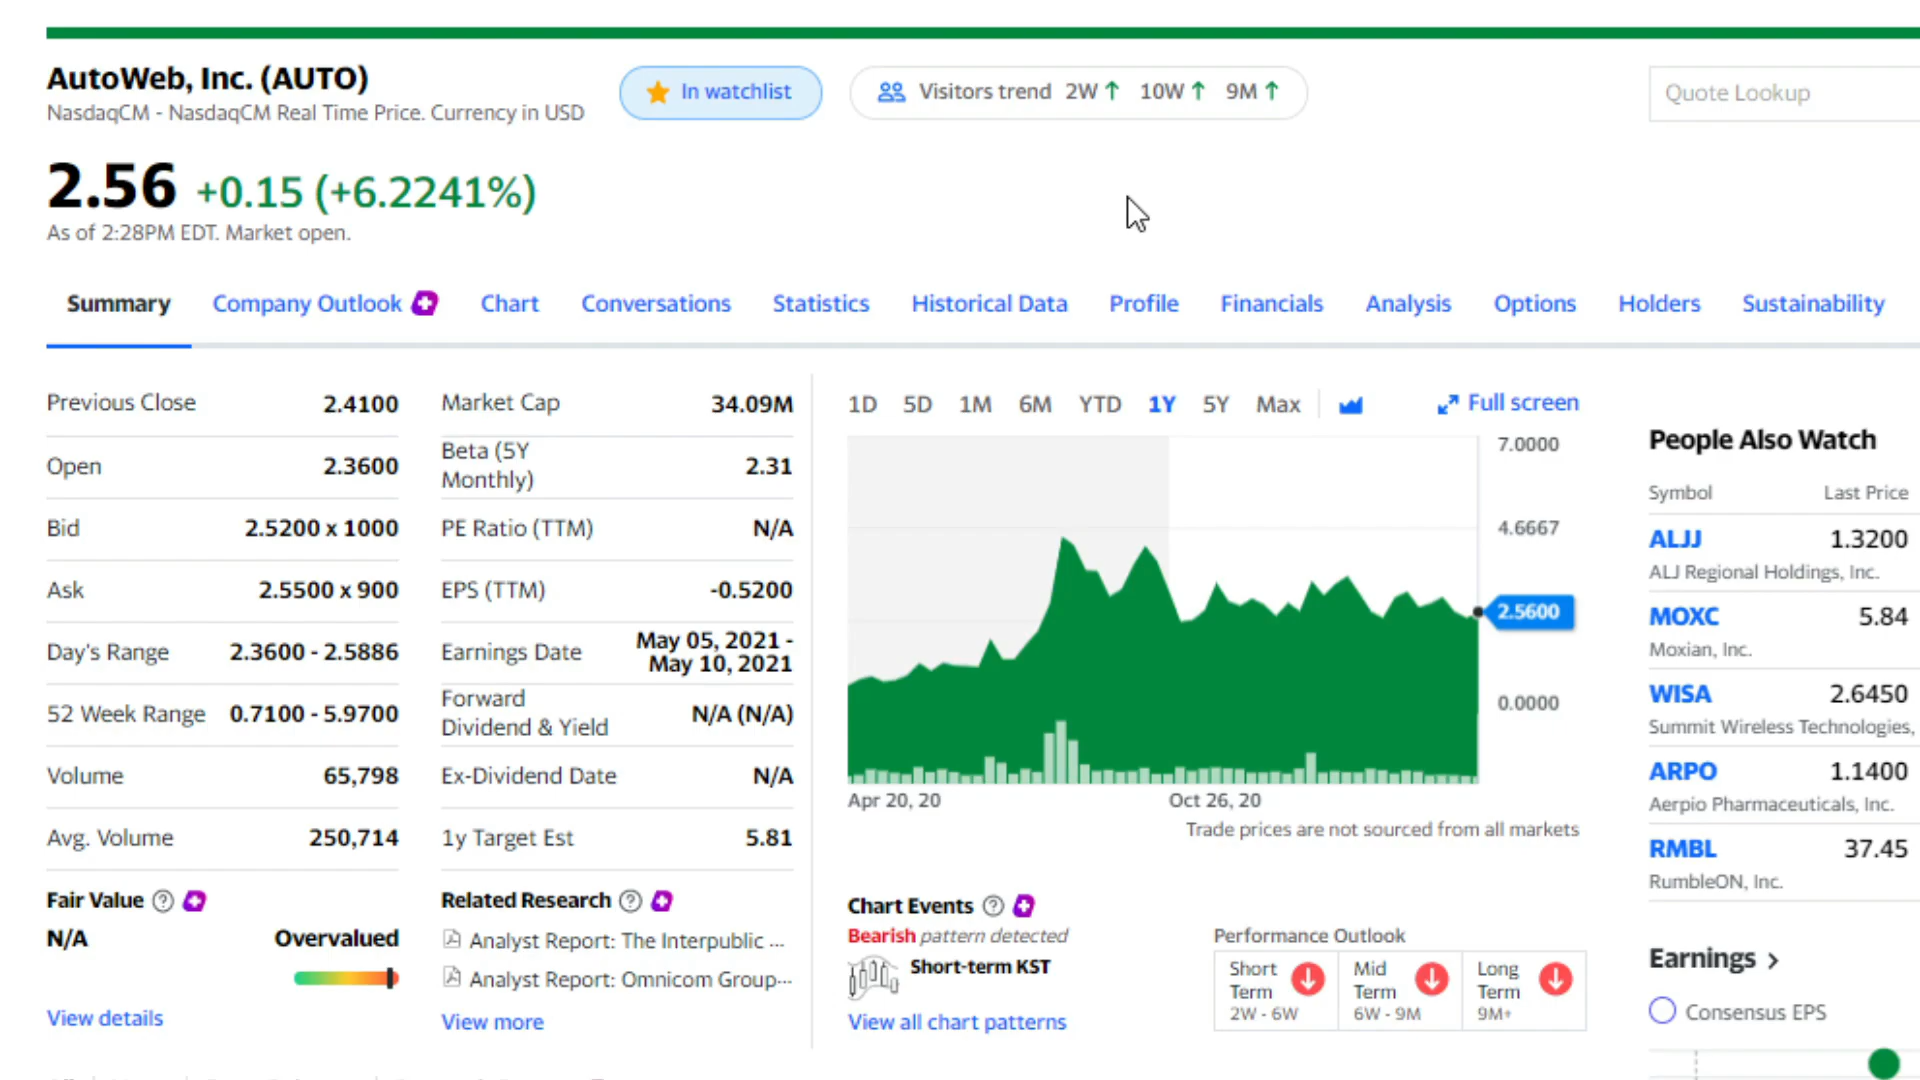 AutoWeb, Inc. (AUTO)
NasdaqCM - NasdaqCM Real Time Price. Currency in USD
In watchlist
Visitors trend 2W↑ 10W↑ 9M↑
Quote Lookup
2.56 +0.15 (+6.2241%)
As of 2:28PM EDT. Market open.
Summary Company Outlook Chart Conversations Statistics Historical Data Profile Financials Analysis Options Holders Sustainability
Previous Close 2.4100
Open 2.3600
Bid 2.5200 x 1000
Ask 2.5500 x 900
Day's Range 2.3600 - 2.5886
52 Week Range 0.7100 - 5.9700
Volume 65,798
Avg. Volume 250,714
Market Cap 34.09M
Beta (5Y
Monthly) 2.31
PE Ratio (TTM) N/A
EPS (TTM) -0.5200
Earnings Date May 05, 2021 -
May 10, 2021
Forward
Dividend & Yield N/A (N/A)
Ex-Dividend Date N/A
1y Target Est 5.81
Fair Value
N/A Overvalued
View details
Related Research
Analyst Report: The Interpublic ...
Analyst Report: Omnicom Group...
View more
1D 5D 1M 6M YTD 1Y 5Y Max Full screen
7.0000
4.6667
2.5600
0.0000
Apr 20, 20 Oct 26, 20
Trade prices are not sourced from all markets
Chart Events
Bearish pattern detected
Short-term KST
View all chart patterns
Performance Outlook
Short
Term
2W - 6W
Mid
Term
6W - 9M
Long
Term
9M+
People Also Watch
Symbol Last Price
ALJJ 1.3200
ALJ Regional Holdings, Inc.
MOXC 5.84
Moxian, Inc.
WISA 2.6450
Summit Wireless Technologies,
ARPO 1.1400
Aerpio Pharmaceuticals, Inc.
RMBL 37.45
RumbleON, Inc.
Earnings >
Consensus EPS